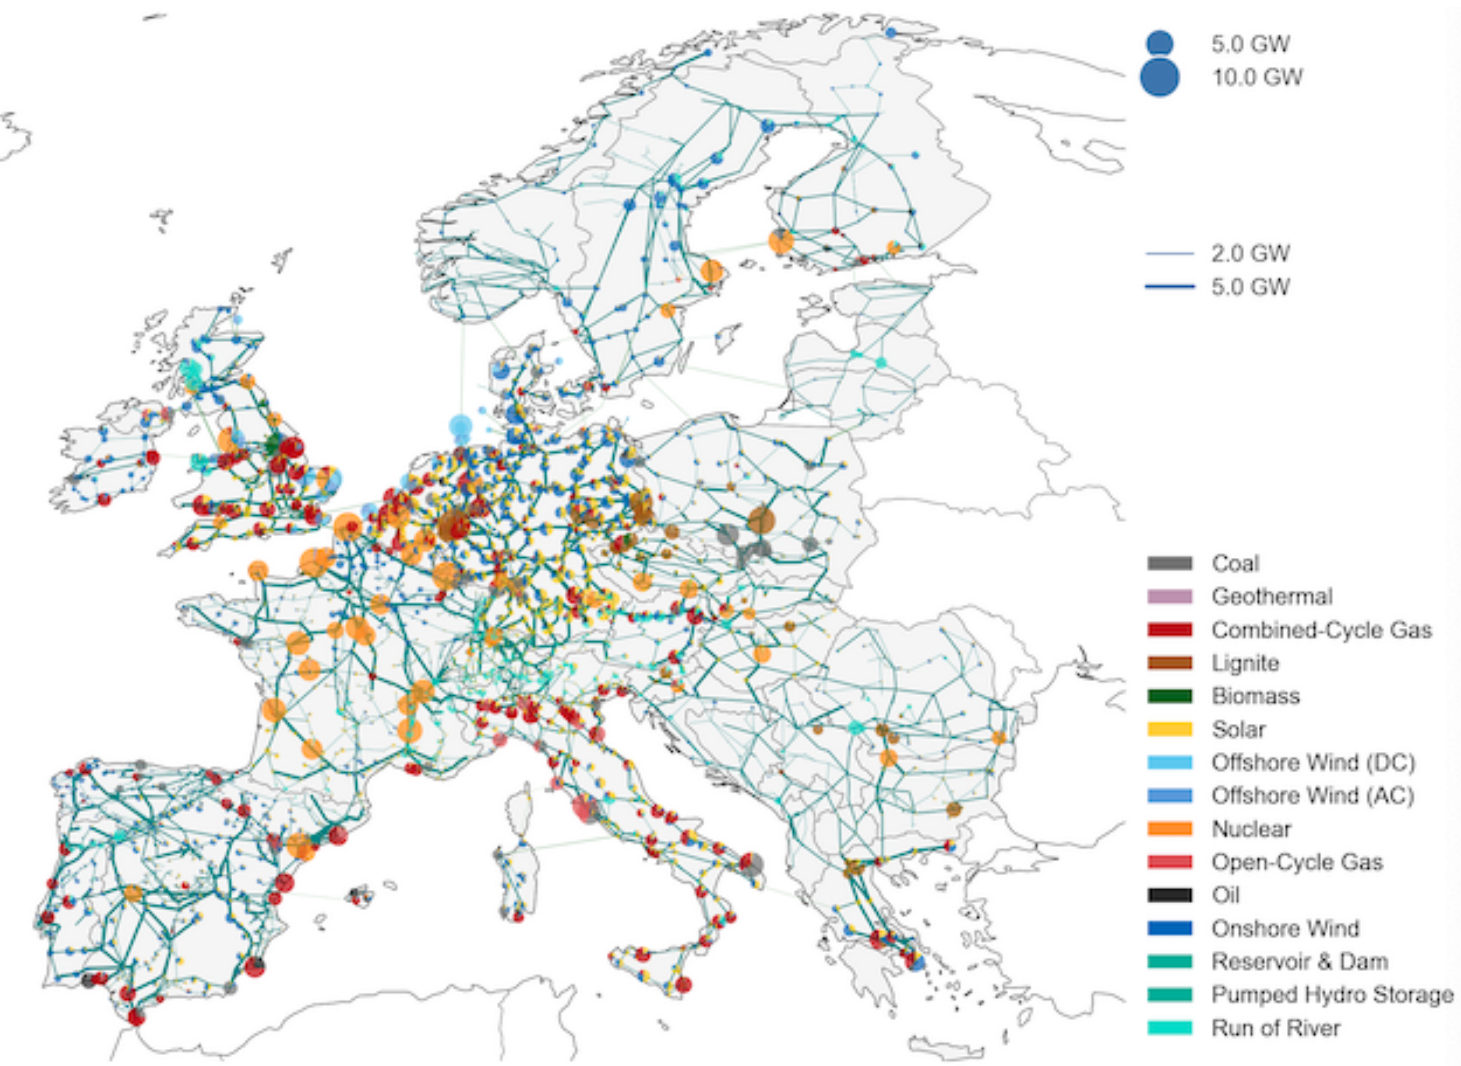 5.0 GW
10.0 GW
2.0 GW
5.0 GW
Coal
Geothermal
Combined-Cycle Gas
Lignite
Biomass
Solar
Offshore Wind (DC)
Offshore Wind (AC)
Nuclear
Open-Cycle Gas
Oil
Onshore Wind
Reservoir & Dam
Pumped Hydro Storage
Run of River